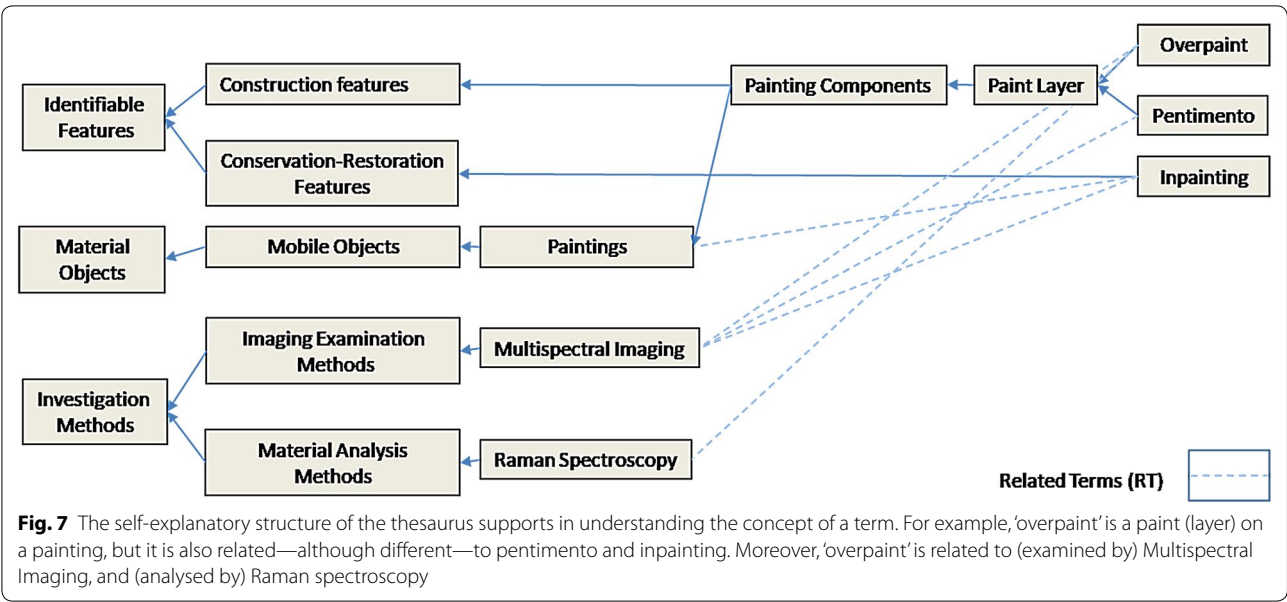 Overpaint
Construction features
Painting Components
Paint Layer
Identifiable
Features
Pentimento
Conservation-Restoration
Features
Inpainting
Material
Objects
Mobile Objects
Paintings
Imaging Examination
Methods
Multispectral Imaging
Investigation
Methods
Material Analysis
Methods
Raman Spectroscopy
Related Terms (RT)
Fig. 7 The self-explanatory structure of the thesaurus supports in understanding the concept of a term. For example, ‘overpaint’ is a paint (layer) on
a painting, but it is also related—although different—to pentimento and inpainting. Moreover, ‘overpaint’ is related to (examined by) Multispectral
Imaging, and (analysed by) Raman spectroscopy